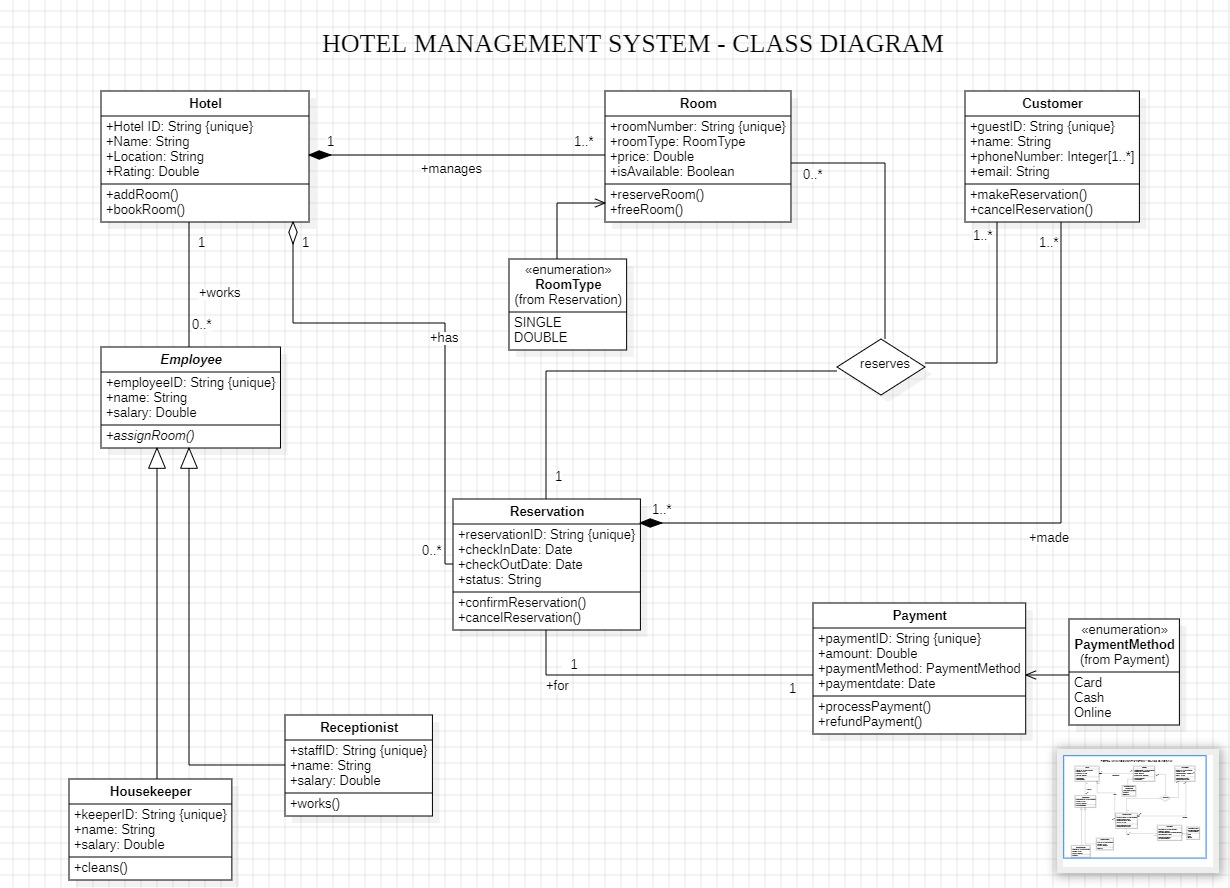 HOTEL MANAGEMENT SYSTEM - CLASS DIAGRAM
Hotel
+Hotel ID: String {unique}
+Name: String
+Location: String
+Rating: Double
+addRoom()
+bookRoom()
1
1..*
+manages
Room
+roomNumber: String {unique}
+roomType: RoomType
+price: Double
+isAvailable: Boolean
+reserveRoom()
+freeRoom()
0..*
Customer
+guestID: String {unique}
+name: String
+phoneNumber: Integer[1..*]
+email: String
+makeReservation()
+cancelReservation()
1..*
1..*
1
1
+works
0..*
+has
«enumeration»
RoomType
(from Reservation)
SINGLE
DOUBLE
reserves
Employee
+employeeID: String {unique}
+name: String
+salary: Double
+assignRoom()
1
0..*
Reservation
+reservationID: String {unique}
+checkInDate: Date
+checkOutDate: Date
+status: String
+confirmReservation()
+cancelReservation()
1..*
+made
1
+for
1
Payment
+paymentID: String {unique}
+amount: Double
+paymentMethod: PaymentMethod
+paymentdate: Date
+processPayment()
+refundPayment()
«enumeration»
PaymentMethod
(from Payment)
Card
Cash
Online
Receptionist
+staffID: String {unique}
+name: String
+salary: Double
+works()
Housekeeper
+keeperID: String {unique}
+name: String
+salary: Double
+cleans()